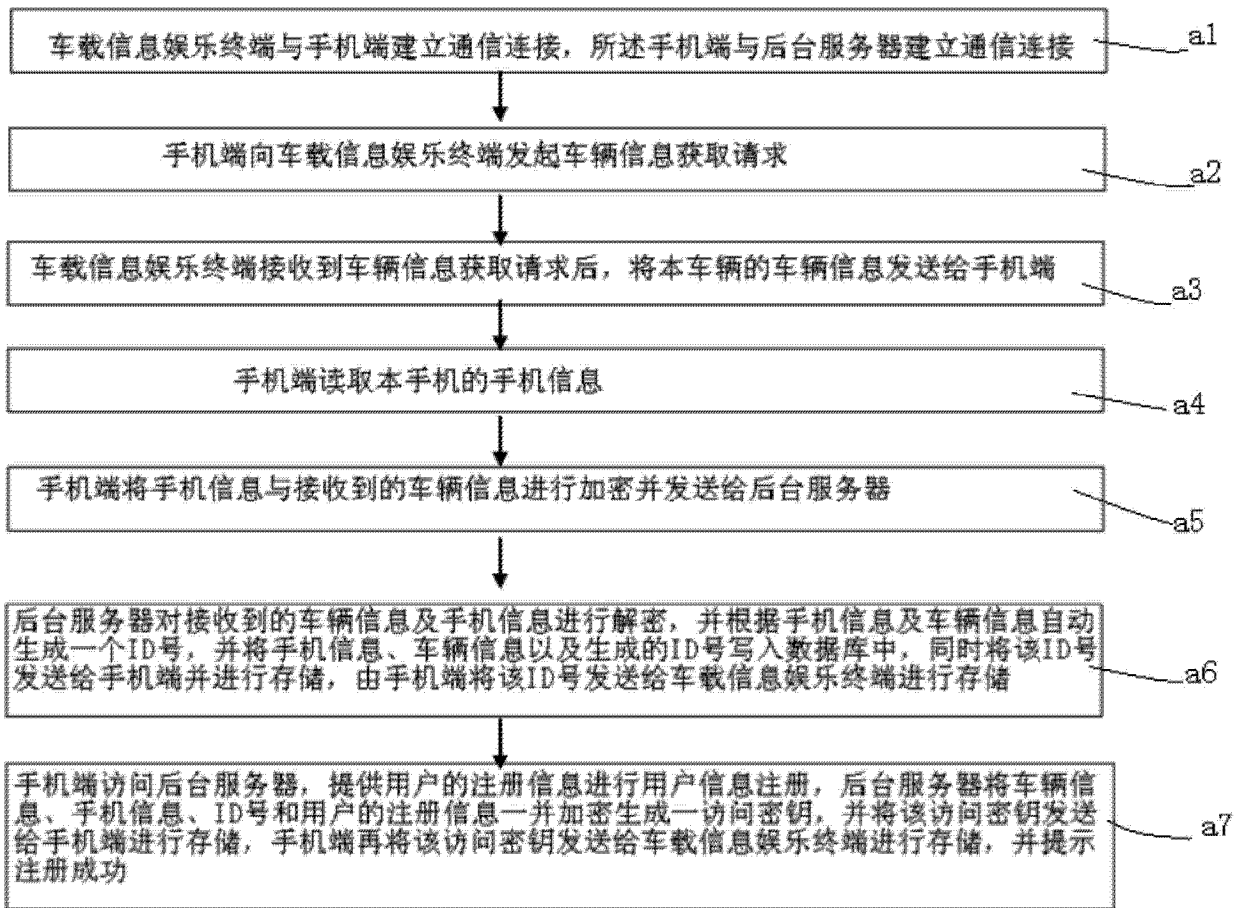 车载信息娱乐终端与手机端建立通信连接，所述手机端与后台服务器建立通信连接
a1
手机端向车载信息娱乐终端发起车辆信息获取请求
a2
车载信息娱乐终端接收到车辆信息获取请求后，将本车辆的车辆信息发送给手机端
a3
手机端读取本手机的手机信息
a4
手机端将手机信息与接收到的车辆信息进行加密并发送给后台服务器
a5
后台服务器对接收到的车辆信息及手机信息进行解密，并根据手机信息及车辆信息自动
生成一个ID号，并将手机信息、车辆信息以及生成的ID号写入数据库中，同时将该ID号
发送给手机端并进行存储，由手机端将该ID号发送给车载信息娱乐终端进行存储
a6
手机端访问后台服务器，提供用户的注册信息进行用户信息注册，后台服务器将车辆信
息、手机信息、ID号和用户的注册信息一并加密生成一访问密钥，并将该访问密钥发送
给手机端进行存储，手机端再将该访问密钥发送给车载信息娱乐终端进行存储，并提示
注册成功
a7